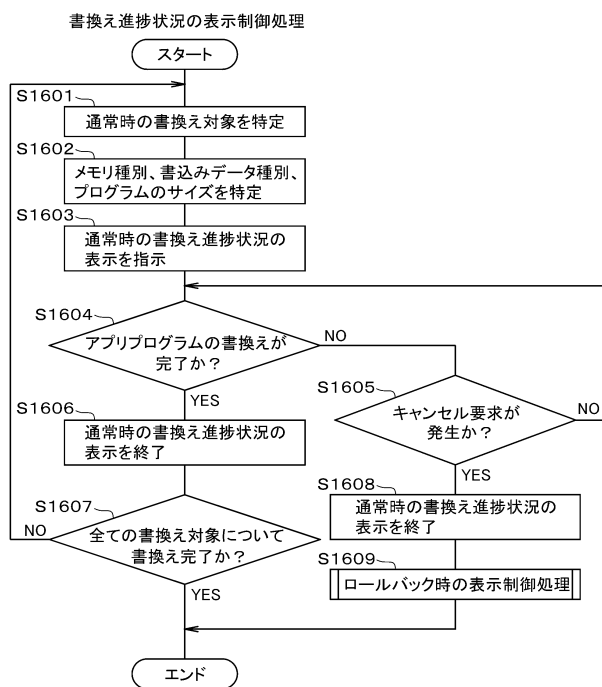 書換え進捗状況の表示制御処理
スタート
S1601
通常時の書換え対象を特定
S1602
メモリ種別、書込みデータ種別、
プログラムのサイズを特定
S1603
通常時の書換え進捗状況の
表示を指示
S1604
アプリプログラムの書換えが
完了か?
NO
YES
S1605
キャンセル要求が
発生か?
NO
YES
S1606
通常時の書換え進捗状況の
表示を終了
S1607
全ての書換え対象について
書換え完了か?
NO
YES
S1608
通常時の書換え進捗状況の
表示を終了
S1609
ロールバック時の表示制御処理
エンド